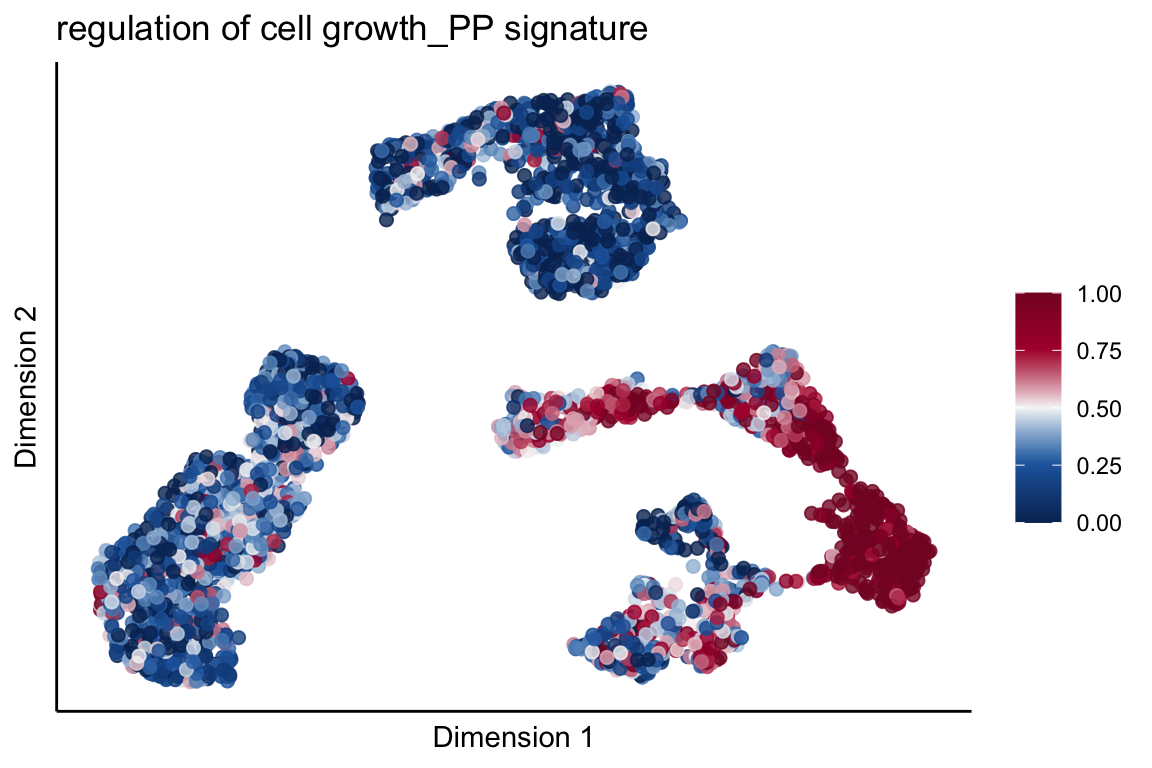 regulation of cell growth_PP signature
Dimension 2
1.00
0.75
0.50
0.25
0.00
Dimension 1